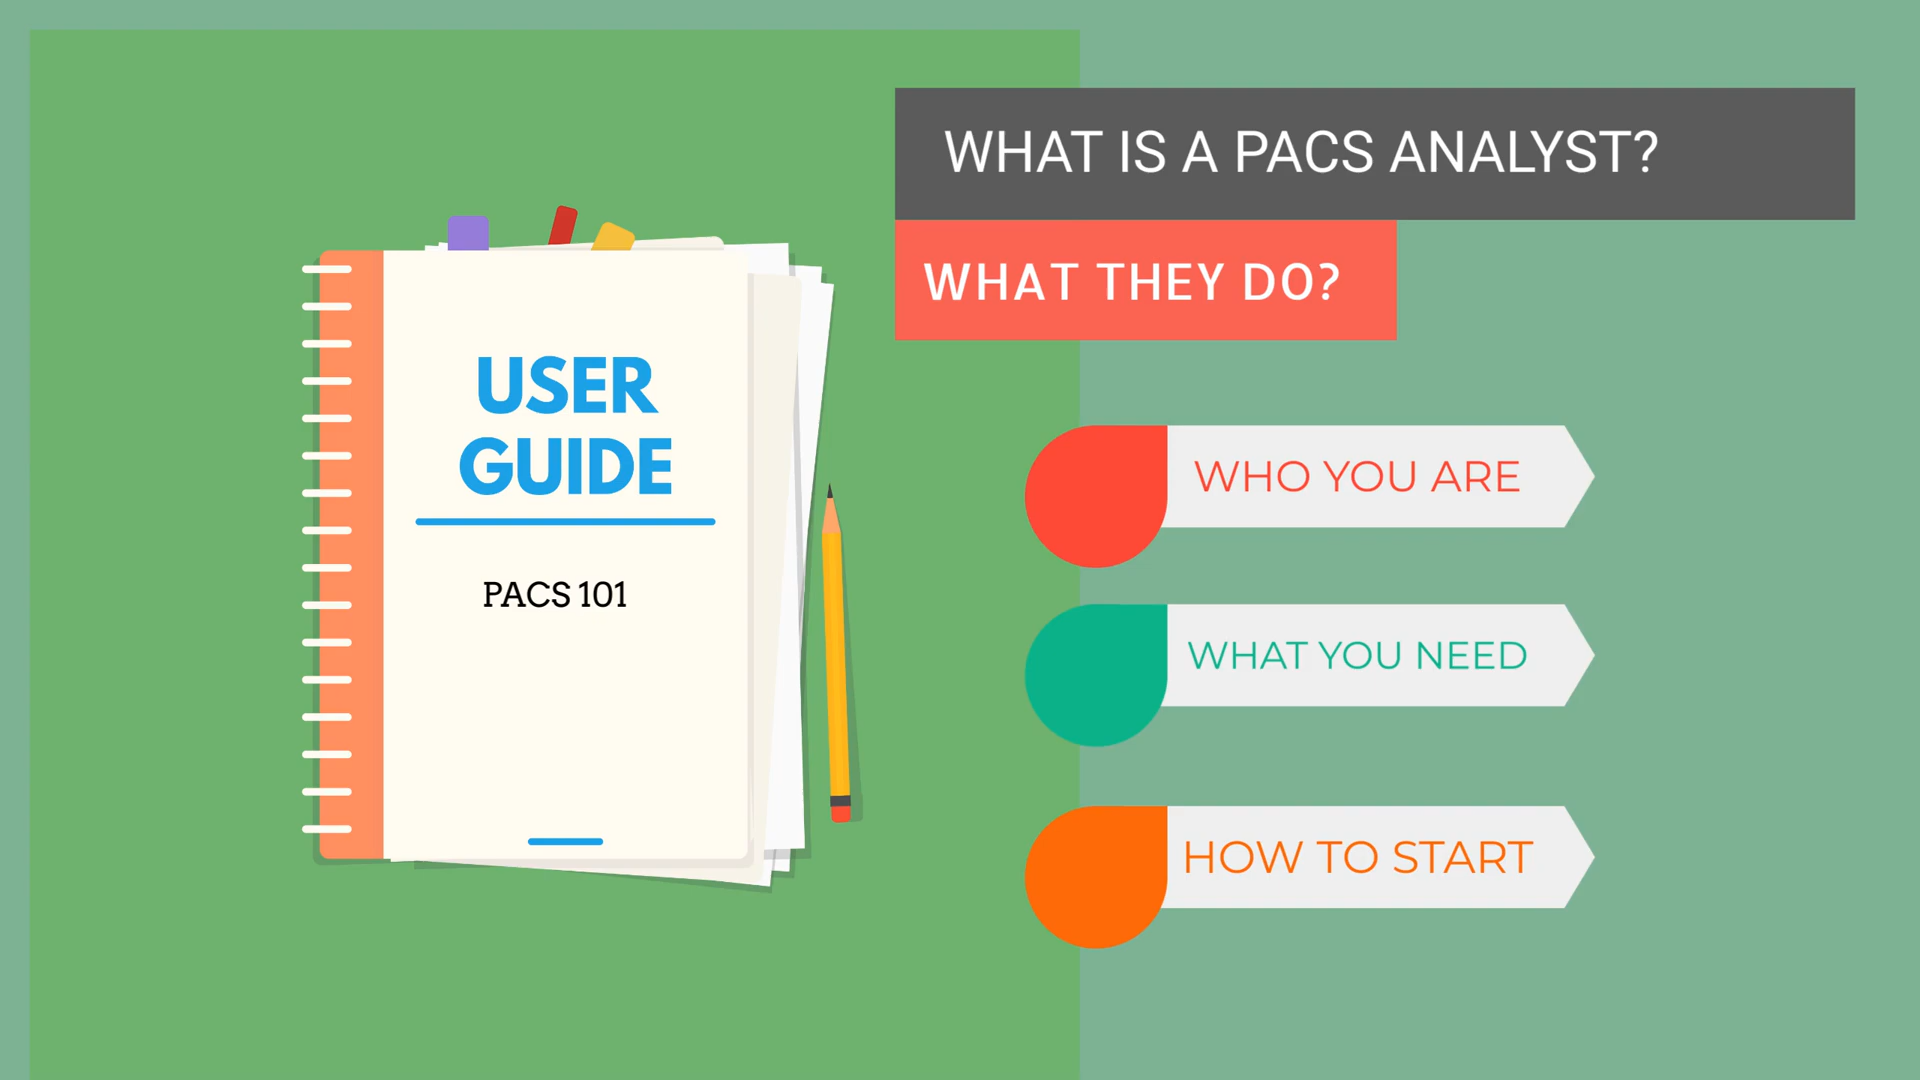 WHAT IS A PACS ANALYST?
WHAT THEY DO?
USER
GUIDE
PACS 101
WHO YOU ARE
WHAT YOU NEED
HOW TO START